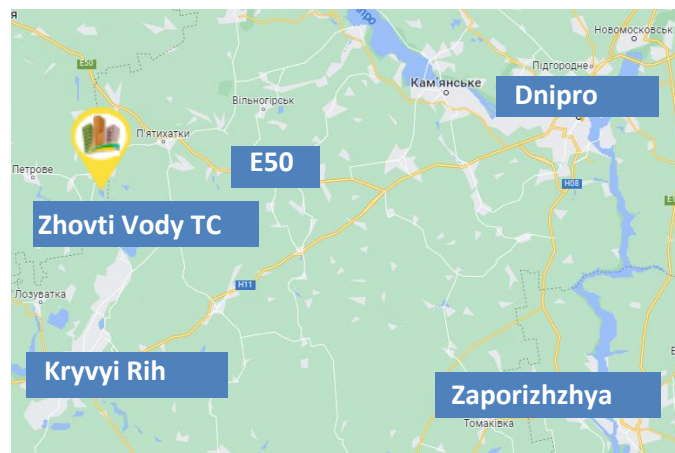 я
Новомосковськ
E50
Підгородне
Кам'янське
Dnipro
Вільногірськ
П'ятихатки
E50
Петрове
H08
Zhovti Vody TC
H11
Лозуватка
Kryvyi Rih
Zaporizhzhya
Томаківка